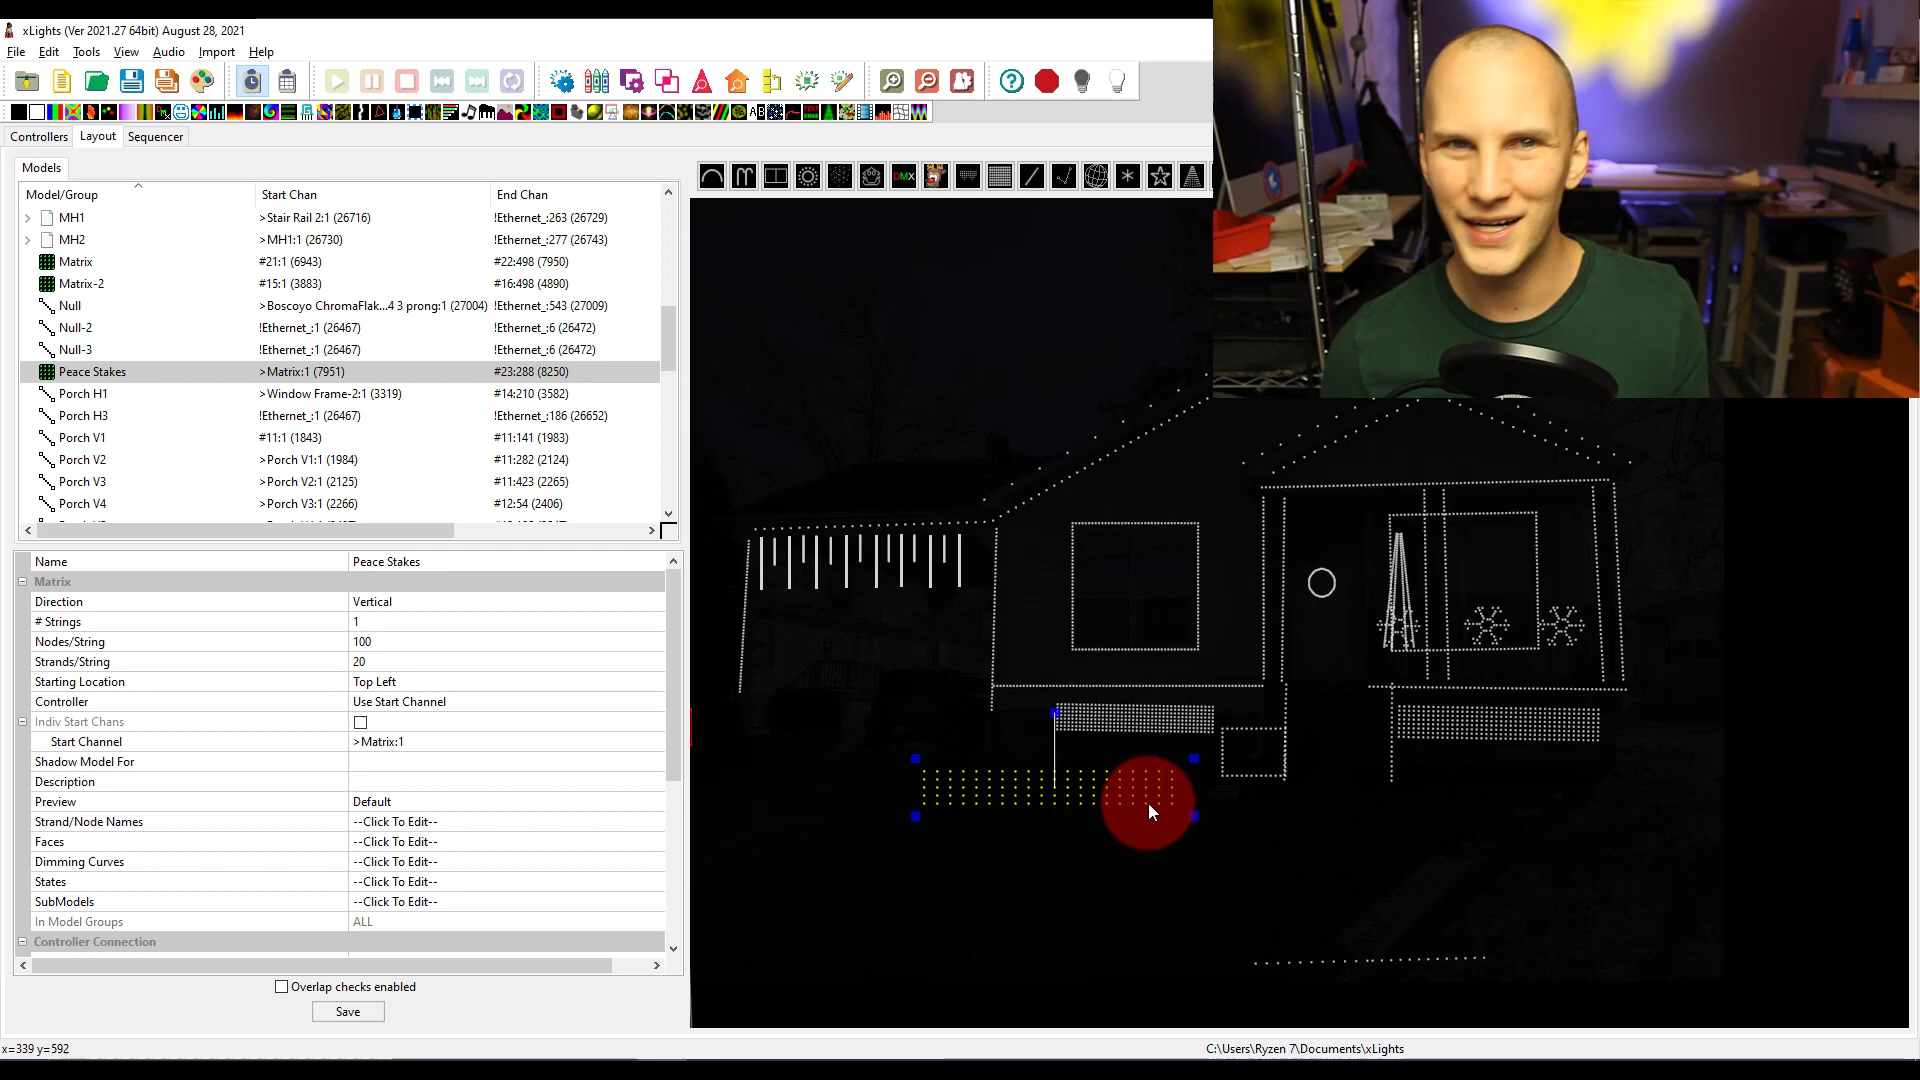 xLights (Ver 2021.27 64bit) August 28, 2021
File Edit Tools View Audio Import Help
Controllers Layout Sequencer
Models
Model/Group Start Chan End Chan
MH1 >Stair Rail 2:1 (26716) !Ethernet_:263 (26729)
MH2 >MH1:1 (26730) !Ethernet_:277 (26743)
Matrix #21:1 (6943) #22:498 (7950)
Matrix-2 #15:1 (3883) #16:498 (4890)
Null >Boscoyo ChromaFlak...4 3 prong:1 (27004) !Ethernet_:543 (27009)
Null-2 !Ethernet_:1 (26467) !Ethernet_:6 (26472)
Null-3 !Ethernet_:1 (26467) !Ethernet_:6 (26472)
Peace Stakes >Matrix:1 (7951) #23:288 (8250)
Porch H1 >Window Frame-2:1 (3319) #14:210 (3582)
Porch H3 !Ethernet_:1 (26467) !Ethernet_:186 (26652)
Porch V1 #11:1 (1843) #11:141 (1983)
Porch V2 >Porch V1:1 (1984) #11:282 (2124)
Porch V3 >Porch V2:1 (2125) #11:423 (2265)
Porch V4 >Porch V3:1 (2266) #12:54 (2406)
DMX
Name Peace Stakes
Matrix
Direction Vertical
# Strings 1
Nodes/String 100
Strands/String 20
Starting Location Top Left
Controller Use Start Channel
Indiv Start Chans
Start Channel >Matrix:1
Shadow Model For
Description
Preview Default
Strand/Node Names --Click To Edit--
Faces --Click To Edit--
Dimming Curves --Click To Edit--
States --Click To Edit--
SubModels --Click To Edit--
In Model Groups ALL
Controller Connection
Overlap checks enabled
Save
x=339 y=592 C:\Users\Ryzen 7\Documents\xLights